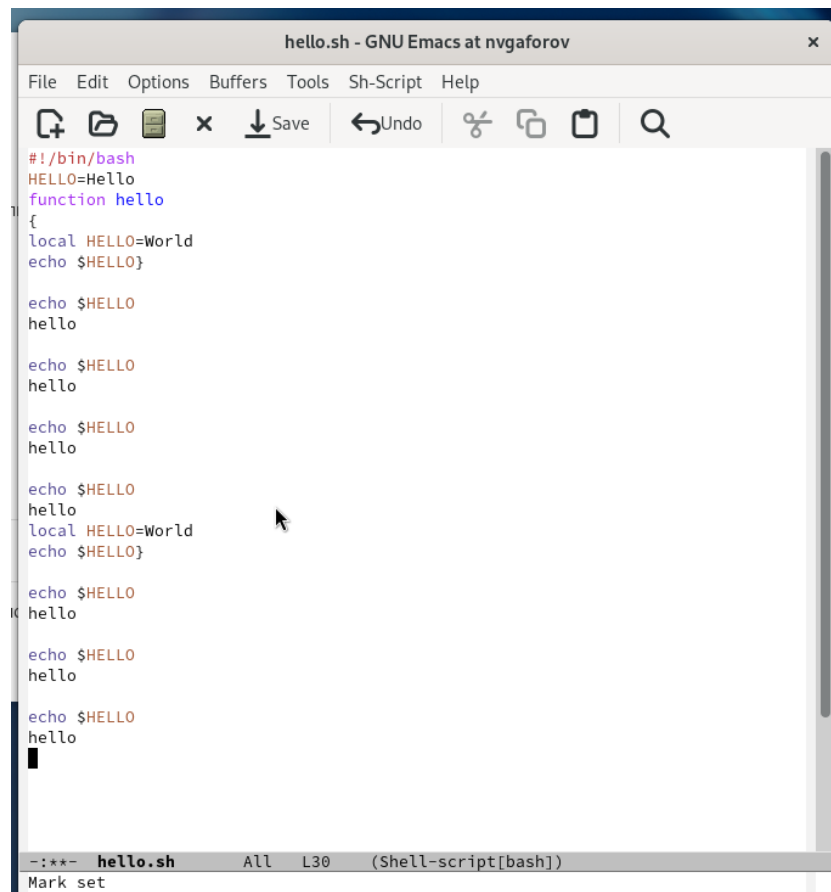 hello.sh - GNU Emacs at nvgaforov ×
File Edit Options Buffers Tools Sh-Script Help
Save Undo
#!/bin/bash
HELLO=Hello
function hello
{
local HELLO=World
echo $HELLO}
echo $HELLO
hello
echo $HELLO
hello
echo $HELLO
hello
echo $HELLO
hello
local HELLO=World
echo $HELLO}
echo $HELLO
hello
echo $HELLO
hello
echo $HELLO
hello
-:**- hello.sh All L30 (Shell-script[bash])
Mark set